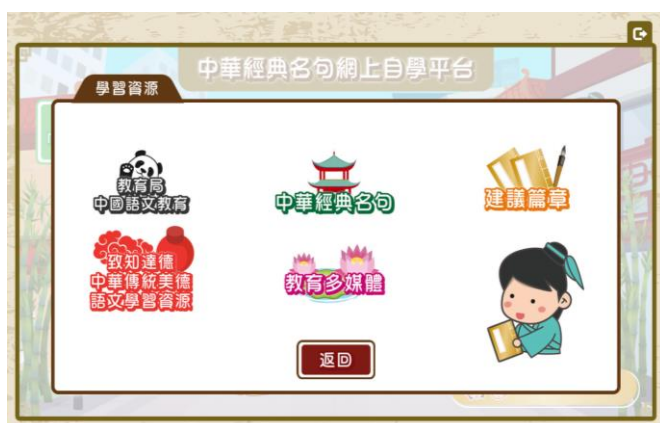 中華經典名句網上自學平台
學習資源
教育局
中國語文教育
中華經典名句
建議篇章
致知達德
中華傳統美德
語文學習資源
教育多媒體
返回